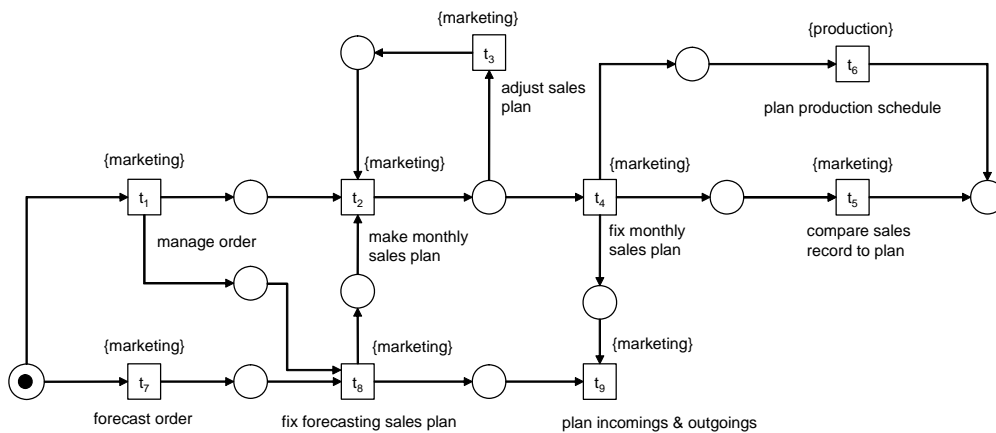 {marketing}
t3
adjust sales
plan
{production}
t6
plan production schedule
{marketing}
t1
manage order
{marketing}
t2
make monthly
sales plan
{marketing}
t4
fix monthly
sales plan
{marketing}
t5
compare sales
record to plan
{marketing}
t7
forecast order
{marketing}
t8
fix forecasting sales plan
{marketing}
t9
plan incomings & outgoings